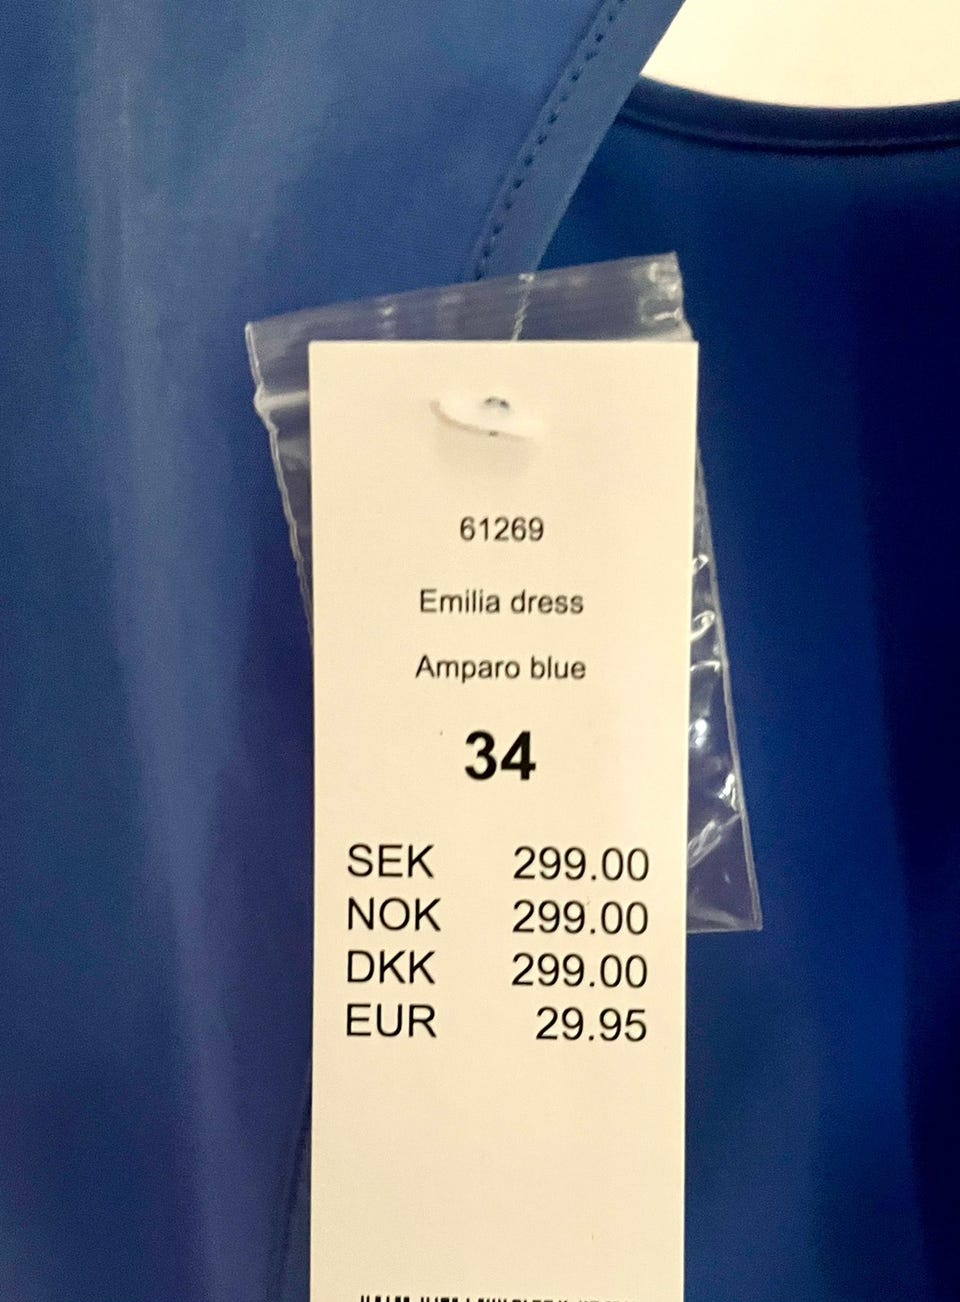 61269
Emilia dress
Amparo blue
34
SEK 299.00
NOK 299.00
DKK 299.00
EUR 29.95